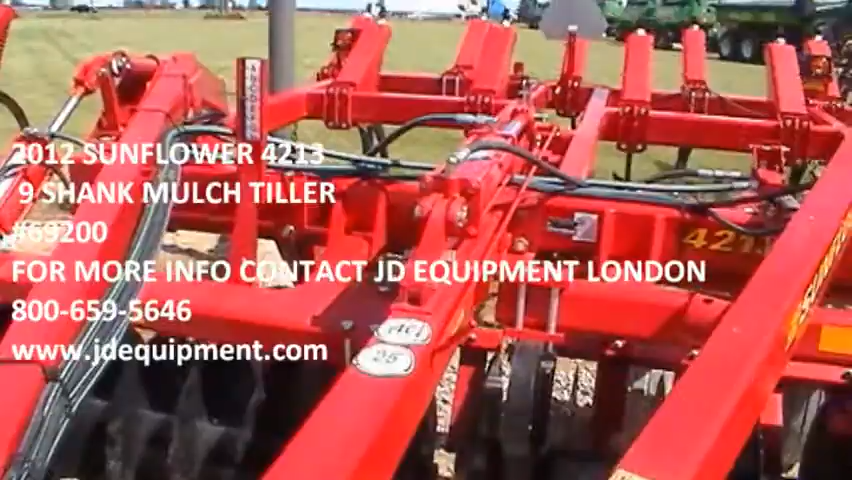 2012 SUNFLOWER 4213
9 SHANK MULCH TILLER
#69200
FOR MORE INFO CONTACT JD EQUIPMENT LONDON
800-659-5646
www.jdequipment.com
25